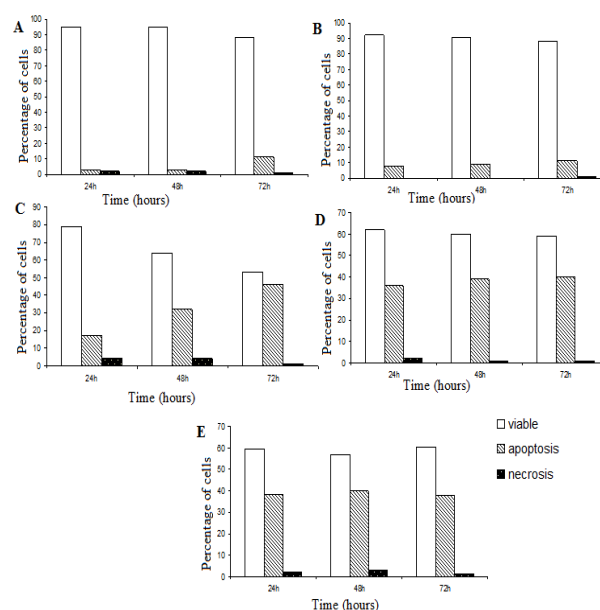 A
Percentage of cells
100
90
80
70
60
50
40
30
20
10
0
24h 48h 72h
Time (hours)
B
Percentage of cells
100
90
80
70
60
50
40
30
20
10
0
24h 48h 72h
Time (hours)
C
Percentage of cells
90
80
70
60
50
40
30
20
10
0
24h 48h 72h
Time (hours)
D
Percentage of cells
70
60
50
40
30
20
10
0
24h 48h 72h
Time (hours)
E
Percentage of cells
70
60
50
40
30
20
10
0
24h 48h 72h
Time (hours)
viable
apoptosis
necrosis